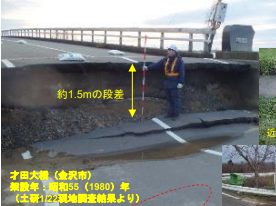 約1.5mの段差
才田大橋（金沢市）
架設年：昭和55（1980）年
（土研1/22現地調査結果より）
近